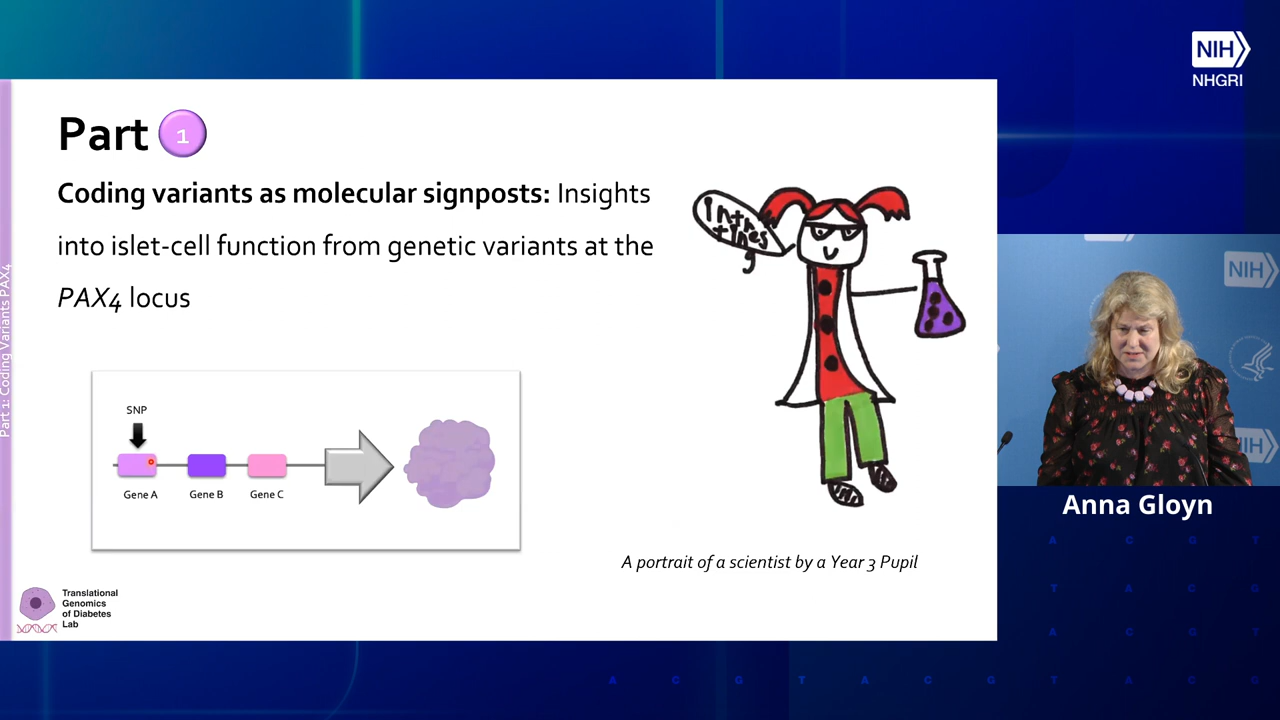 NIH
NHGRI
Part 1
Coding variants as molecular signposts: Insights
into islet-cell function from genetic variants at the
PAX4 locus
Part 1: Coding Variants PAX4
SNP
Gene A
Gene B
Gene C
A portrait of a scientist by a Year 3 Pupil
Translational
Genomics
of Diabetes
Lab
NIH
NIH
Anna Gloyn
A C G T
T A C G
A C G T
A C G T A C G T A C G